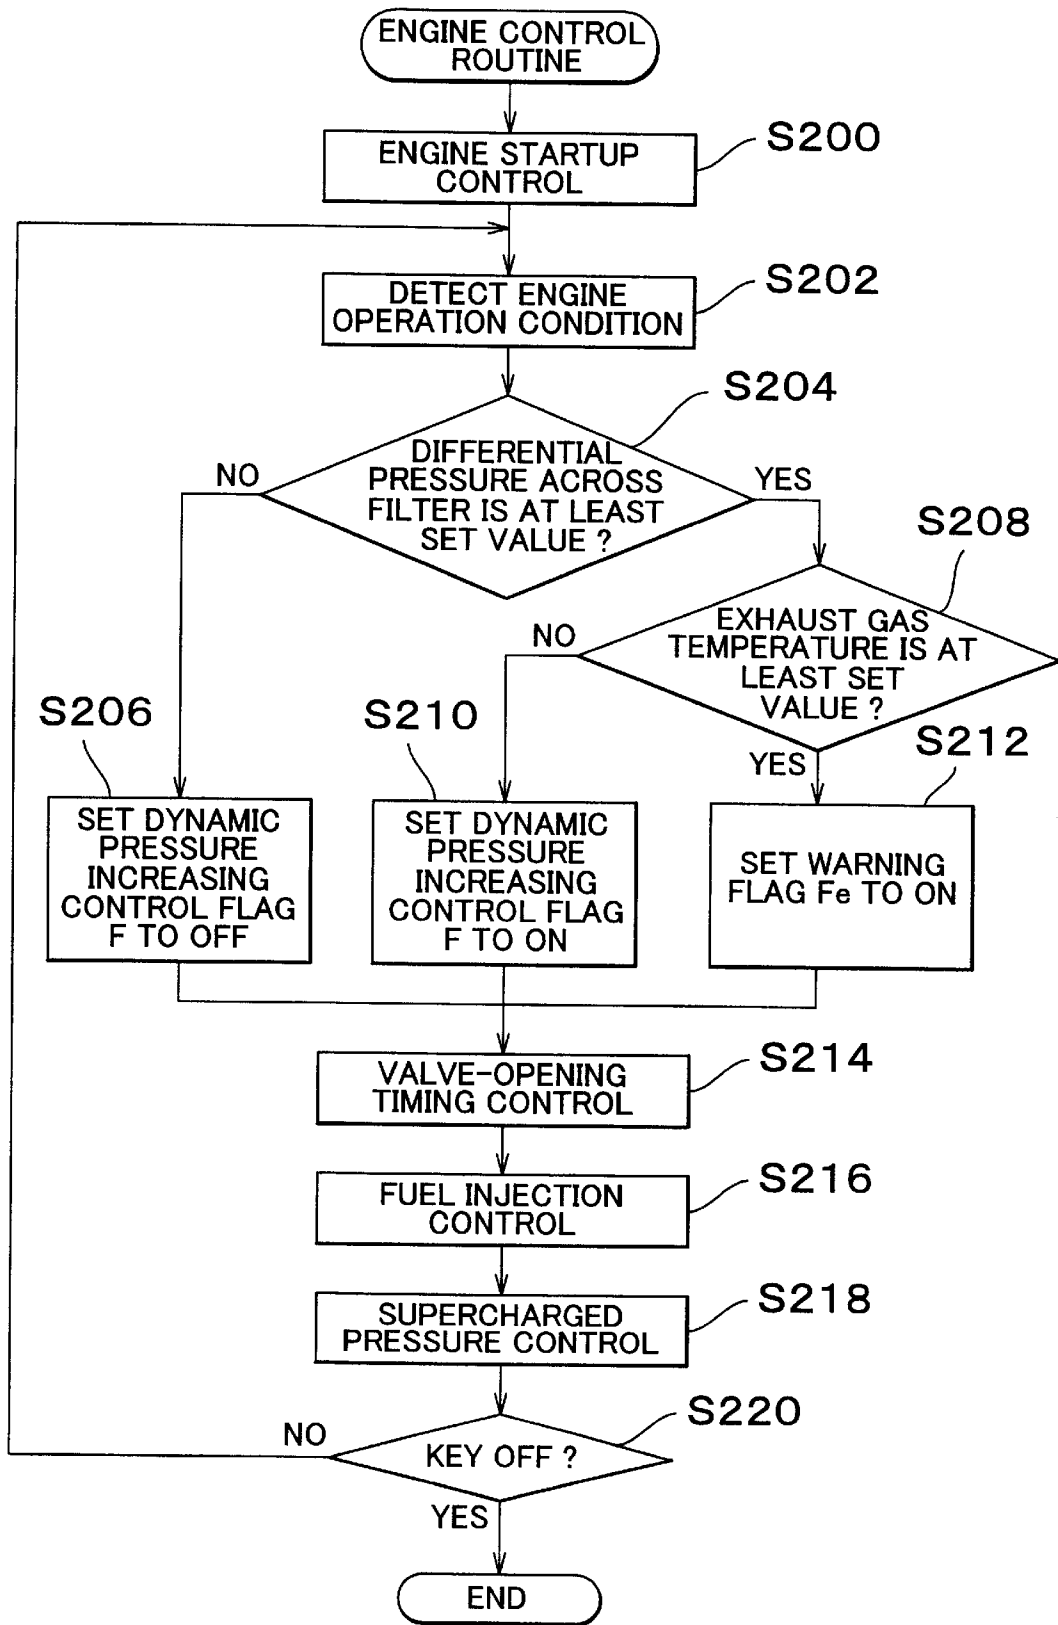 ENGINE CONTROL
ROUTINE
S200
ENGINE STARTUP
CONTROL
S202
DETECT ENGINE
OPERATION CONDITION
S204
DIFFERENTIAL
PRESSURE ACROSS
FILTER IS AT LEAST
SET VALUE ?
NO
YES
S208
EXHAUST GAS
TEMPERATURE IS AT
LEAST SET
VALUE ?
NO
YES
S206
SET DYNAMIC
PRESSURE
INCREASING
CONTROL FLAG
F TO OFF
S210
SET DYNAMIC
PRESSURE
INCREASING
CONTROL FLAG
F TO ON
S212
SET WARNING
FLAG Fe TO ON
S214
VALVE-OPENING
TIMING CONTROL
S216
FUEL INJECTION
CONTROL
S218
SUPERCHARGED
PRESSURE CONTROL
S220
NO
KEY OFF ?
YES
END